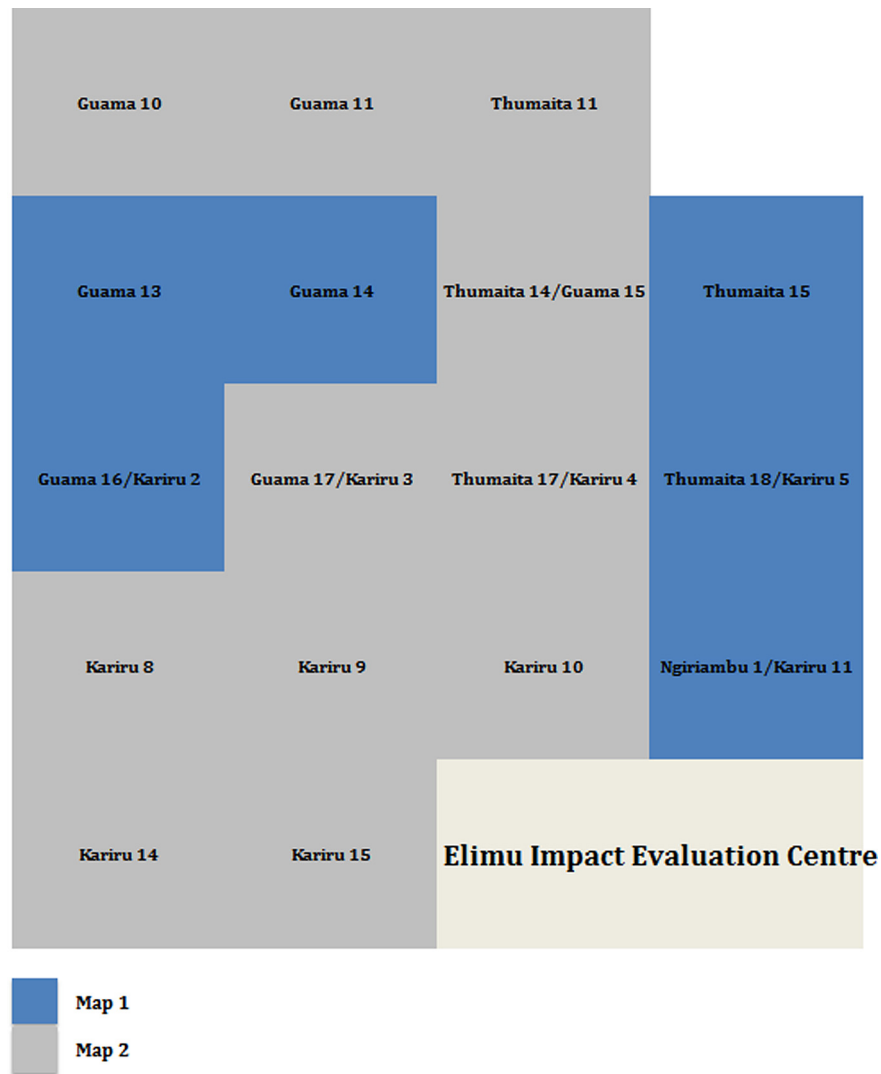 Guama 10
Guama 11
Thumaita 11
Guama 13
Guama 14
Thumaita 14/Guama 15
Thumaita 15
Guama 16/Kariru 2
Guama 17/Kariru 3
Thumaita 17/Kariru 4
Thumaita 18/Kariru 5
Kariru 8
Kariru 9
Kariru 10
Ngiriambu 1/Kariru 11
Kariru 14
Kariru 15
Elimu Impact Evaluation Centre
Map 1
Map 2